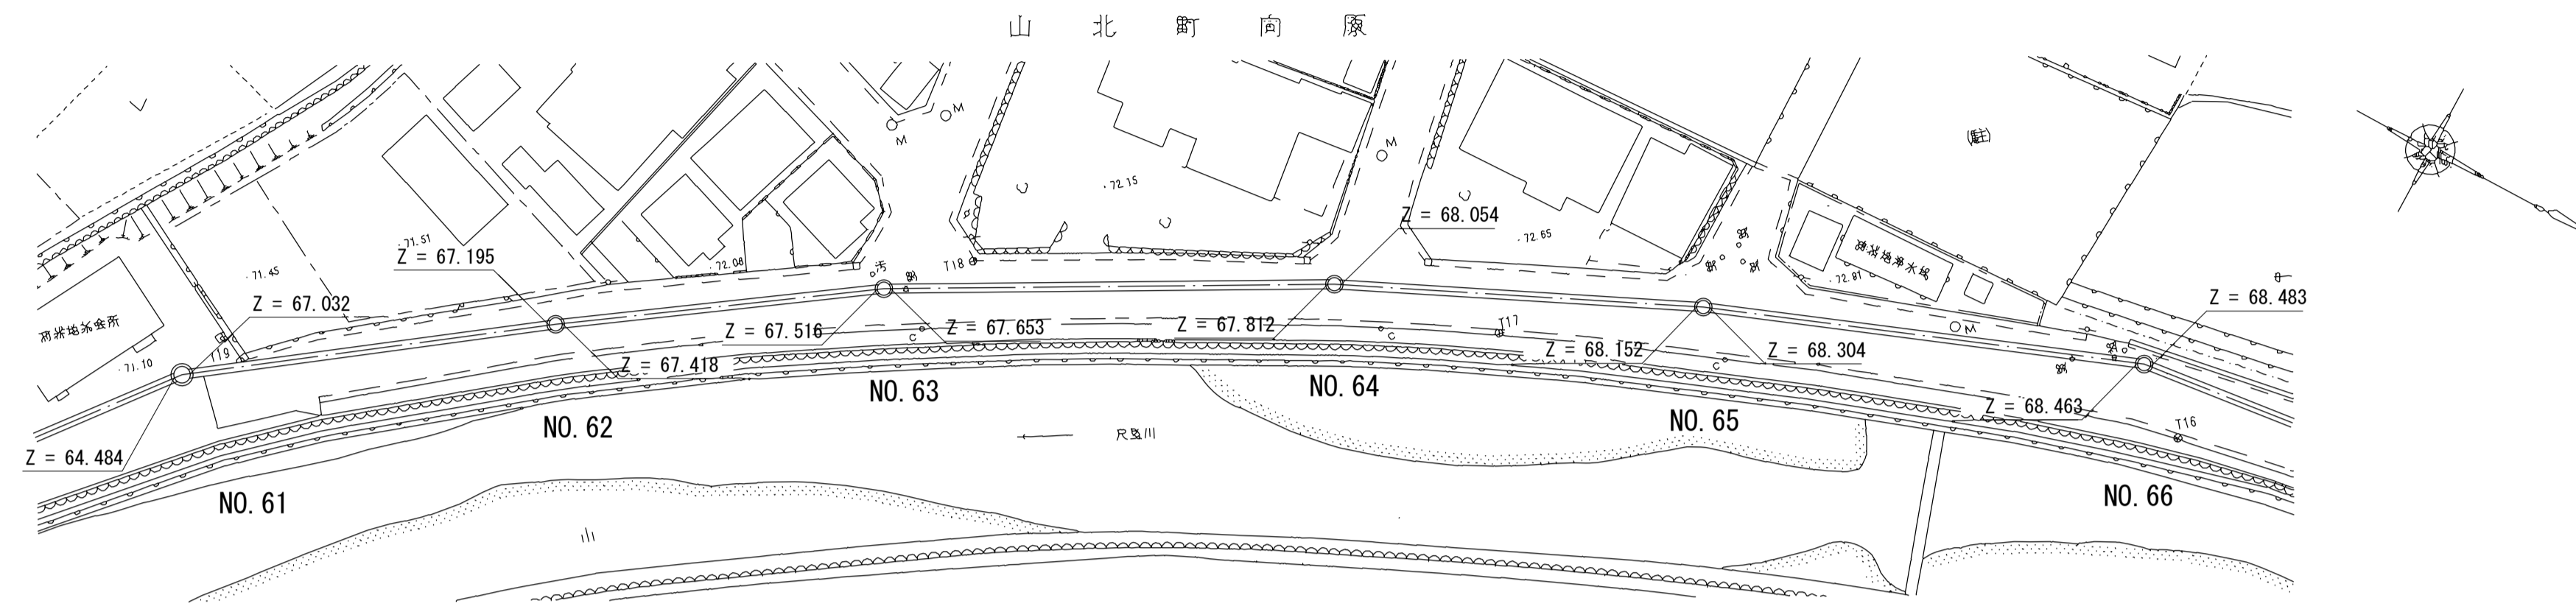 山北町向原
M
M
M
(駐)
・72.15
Z = 68.054
・71.51
Z = 67.195
・72.08
汚
T18
・72.65
・71.45
Z = 67.032
・72.81
Z = 68.483
T19
・71.10
Z = 67.516
Z = 67.653
Z = 67.812
T17
M
C
C
C
Z = 67.418
Z = 68.152
Z = 68.304
NO. 63
NO. 64
Z = 68.463
T16
NO. 62
NO. 65
Z = 64.484
NO. 61
NO. 66